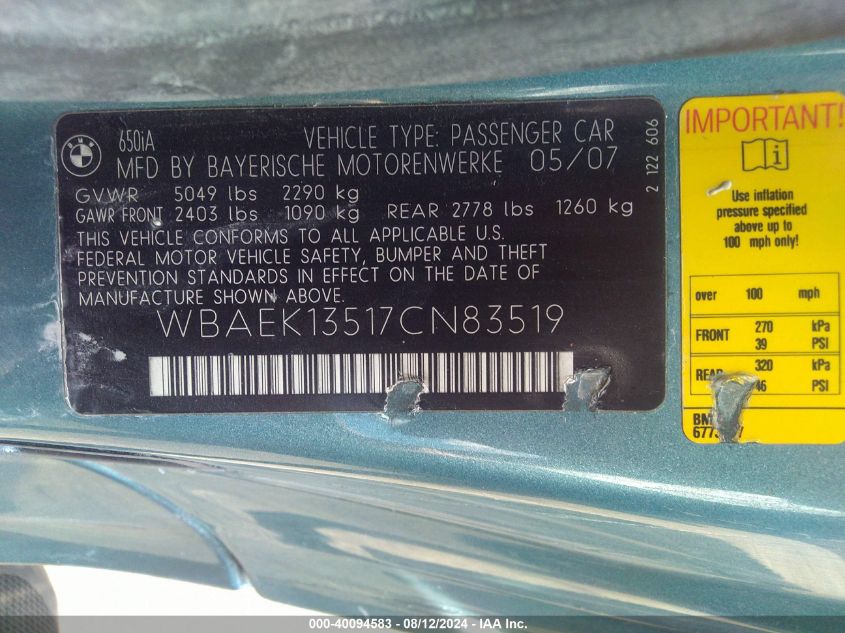 650iA
VEHICLE TYPE: PASSENGER CAR
MFD BY BAYERISCHE MOTORENWERKE 05/07
GVWR 5049 lbs 2290 kg
GAWR FRONT 2403 lbs 1090 kg REAR 2778 lbs 1260 kg
THIS VEHICLE CONFORMS TO ALL APPLICABLE U.S.
FEDERAL MOTOR VEHICLE SAFETY, BUMPER AND THEFT
PREVENTION STANDARDS IN EFFECT ON THE DATE OF
MANUFACTURE SHOWN ABOVE.
WBAEK13517CN83519
2 122 606
IMPORTANT!
Use inflation
pressure specified
above up to
100 mph only!
over 100 mph
FRONT 270 kPa
39 PSI
320 kPa
46 PSI
000-40094583 - 08/12/2024 - IAA Inc.